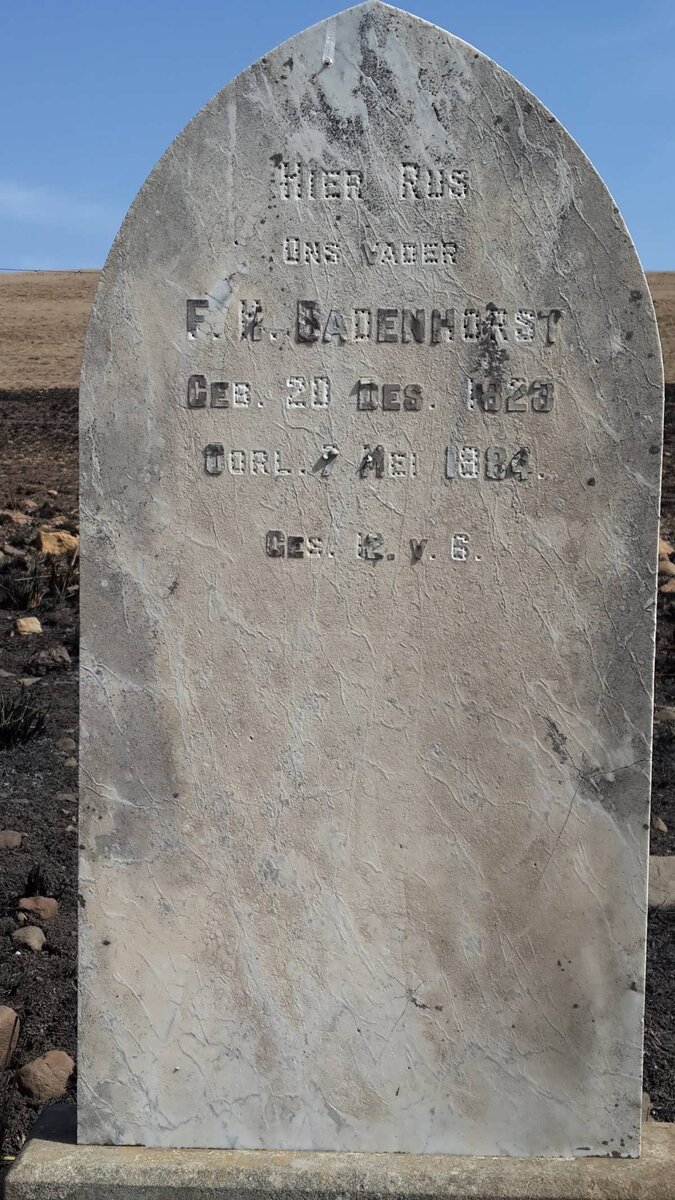 HIER RUS
ONS VADER
F. H. BADENHORST
GEB. 20 DES. 1823
OORL. 7 MEI 1884.
GES. 12. V. 6.